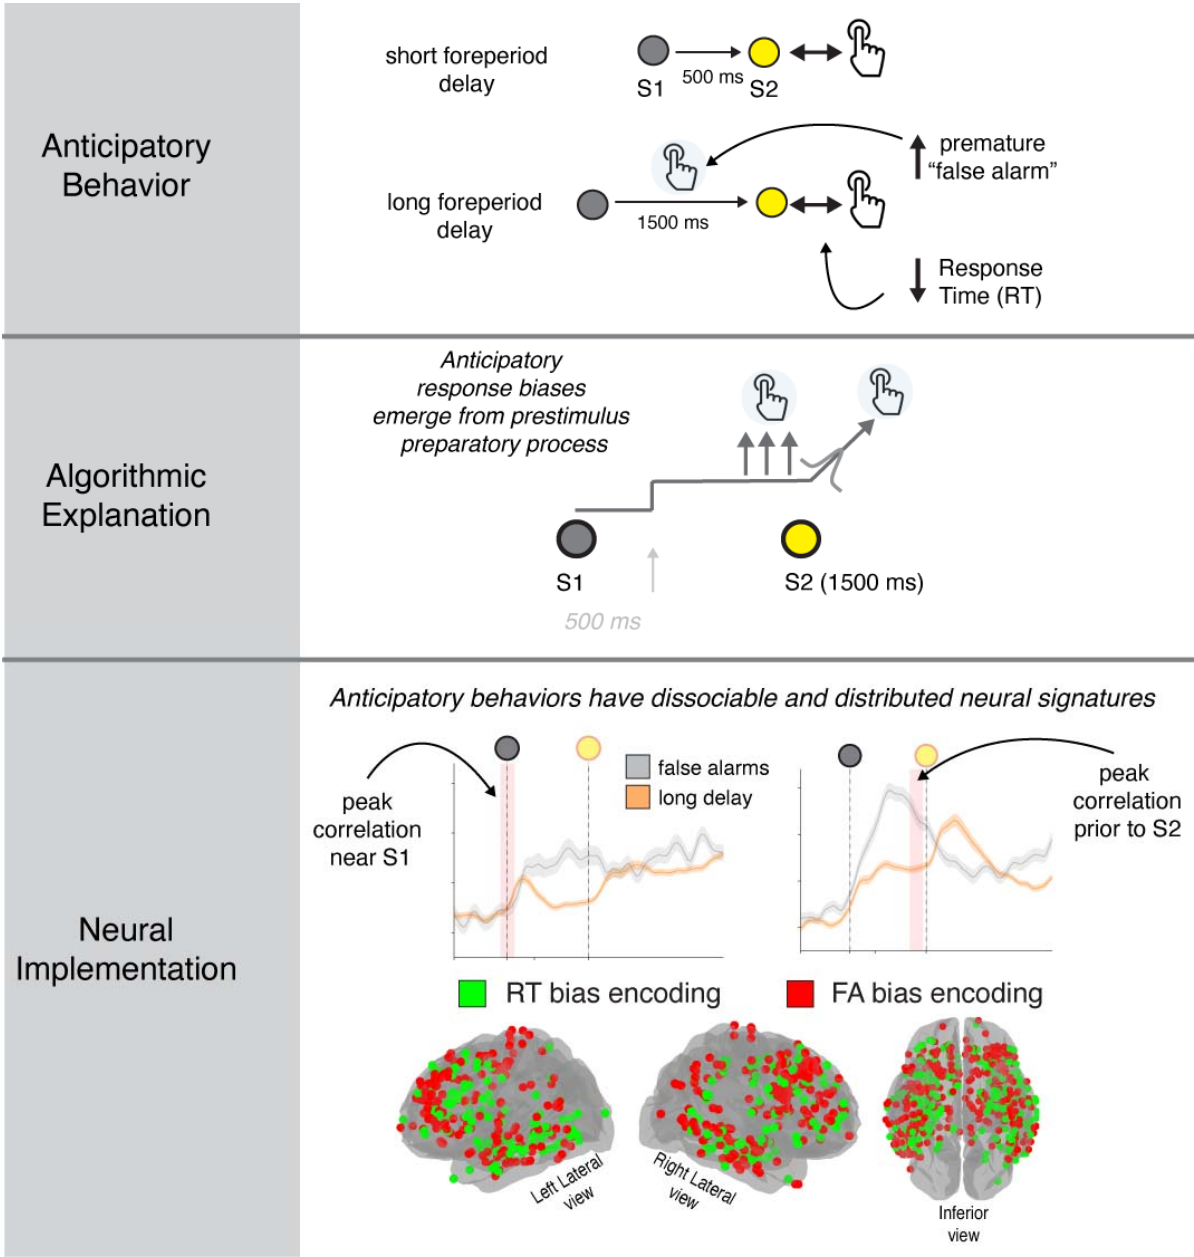 Anticipatory
Behavior
short foreperiod
delay
500 ms
S1
S2
premature
“false alarm”
long foreperiod
delay
1500 ms
Response
Time (RT)
Algorithmic
Explanation
Anticipatory
response biases
emerge from prestimulus
preparatory process
S1
S2 (1500 ms)
500 ms
Neural
Implementation
Anticipatory behaviors have dissociable and distributed neural signatures
peak
correlation
near S1
false alarms
long delay
peak
correlation
prior to S2
RT bias encoding
FA bias encoding
Left Lateral
view
Right Lateral
view
Inferior
view